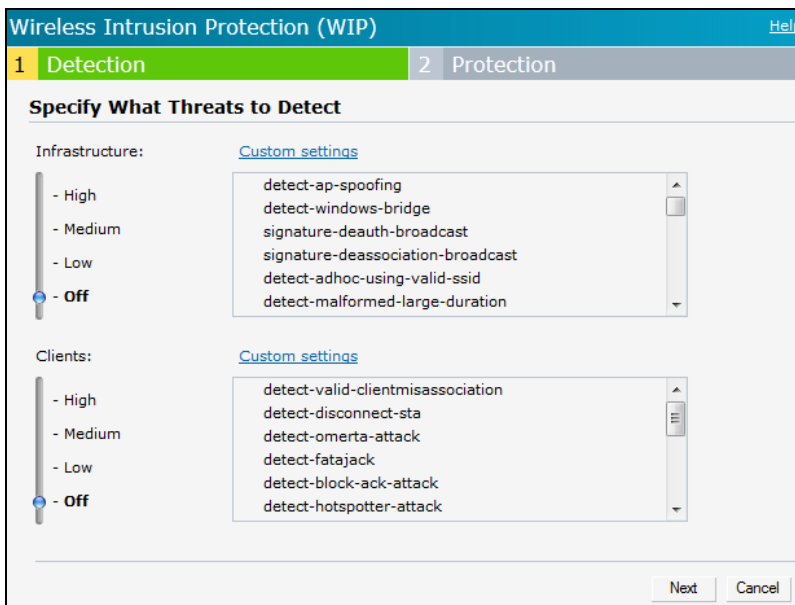 Wireless Intrusion Protection (WIP) Help
1 Detection 2 Protection
Specify What Threats to Detect
Infrastructure: Custom settings
- High
- Medium
- Low
- Off
detect-ap-spoofing
detect-windows-bridge
signature-deauth-broadcast
signature-deassociation-broadcast
detect-adhoc-using-valid-ssid
detect-malformed-large-duration
Clients: Custom settings
- High
- Medium
- Low
- Off
detect-valid-clientmisassociation
detect-disconnect-sta
detect-omerta-attack
detect-fatajack
detect-block-ack-attack
detect-hotspotter-attack
Next Cancel